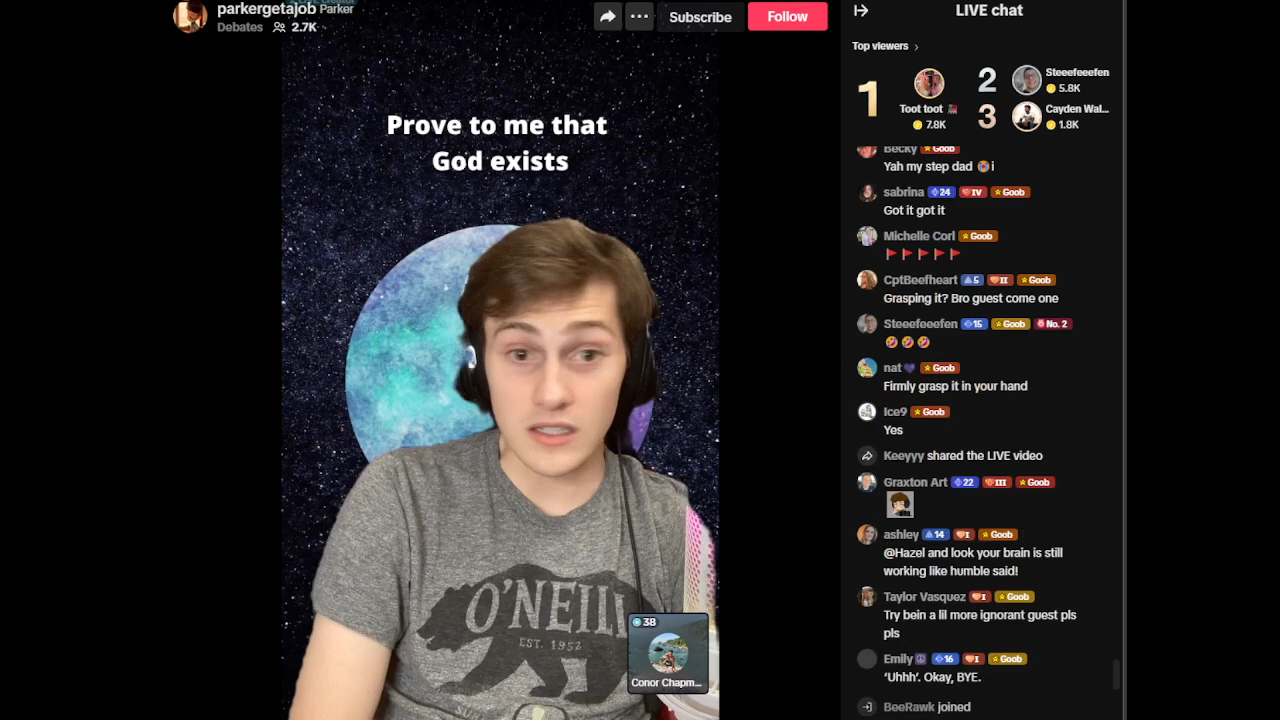 parkergetajob Parker
Debates 2.7K
Subscribe
Follow
Prove to me that
God exists
O'NEILL
EST. 1952
38
Conor Chapm...
LIVE chat
Top viewers
1
Toot toot
7.8K
2
Steeefeeefen
5.8K
3
Cayden Wal...
1.8K
Becky Goob
Yah my step dad i
sabrina 24 IV Goob
Got it got it
Michelle Corl Goob
CptBeefheart 5 II Goob
Grasping it? Bro guest come one
Steeefeeefen 15 Goob No. 2
nat Goob
Firmly grasp it in your hand
Ice9 Goob
Yes
Keeyyy shared the LIVE video
Graxton Art 22 III Goob
ashley 14 I Goob
@Hazel and look your brain is still
working like humble said!
Taylor Vasquez I Goob
Try bein a lil more ignorant guest pls
pls
Emily 16 I Goob
'Uhhh'. Okay, BYE.
BeeRawk joined